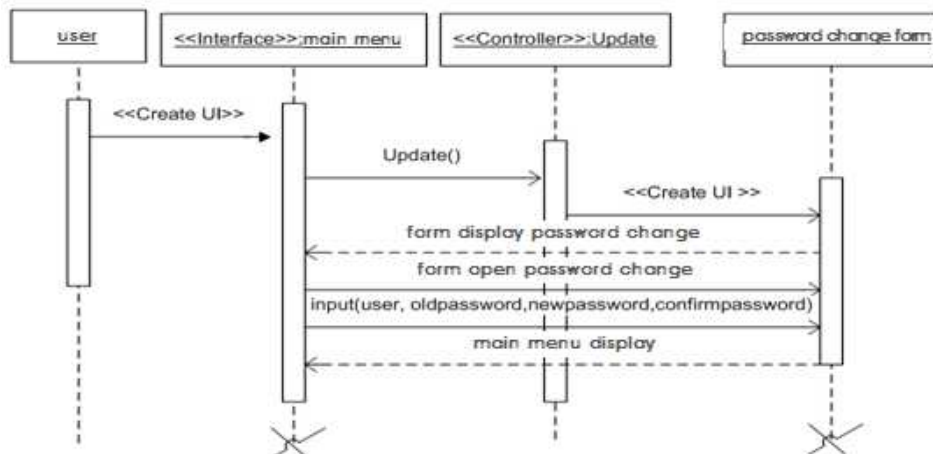 user
<<Interface>>:main menu
<<Controller>>:Update
password change form
<<Create UI>>
Update()
<<Create UI >>
form display password change
form open password change
input(user, oldpassword,newpassword,confirmpassword)
main menu display